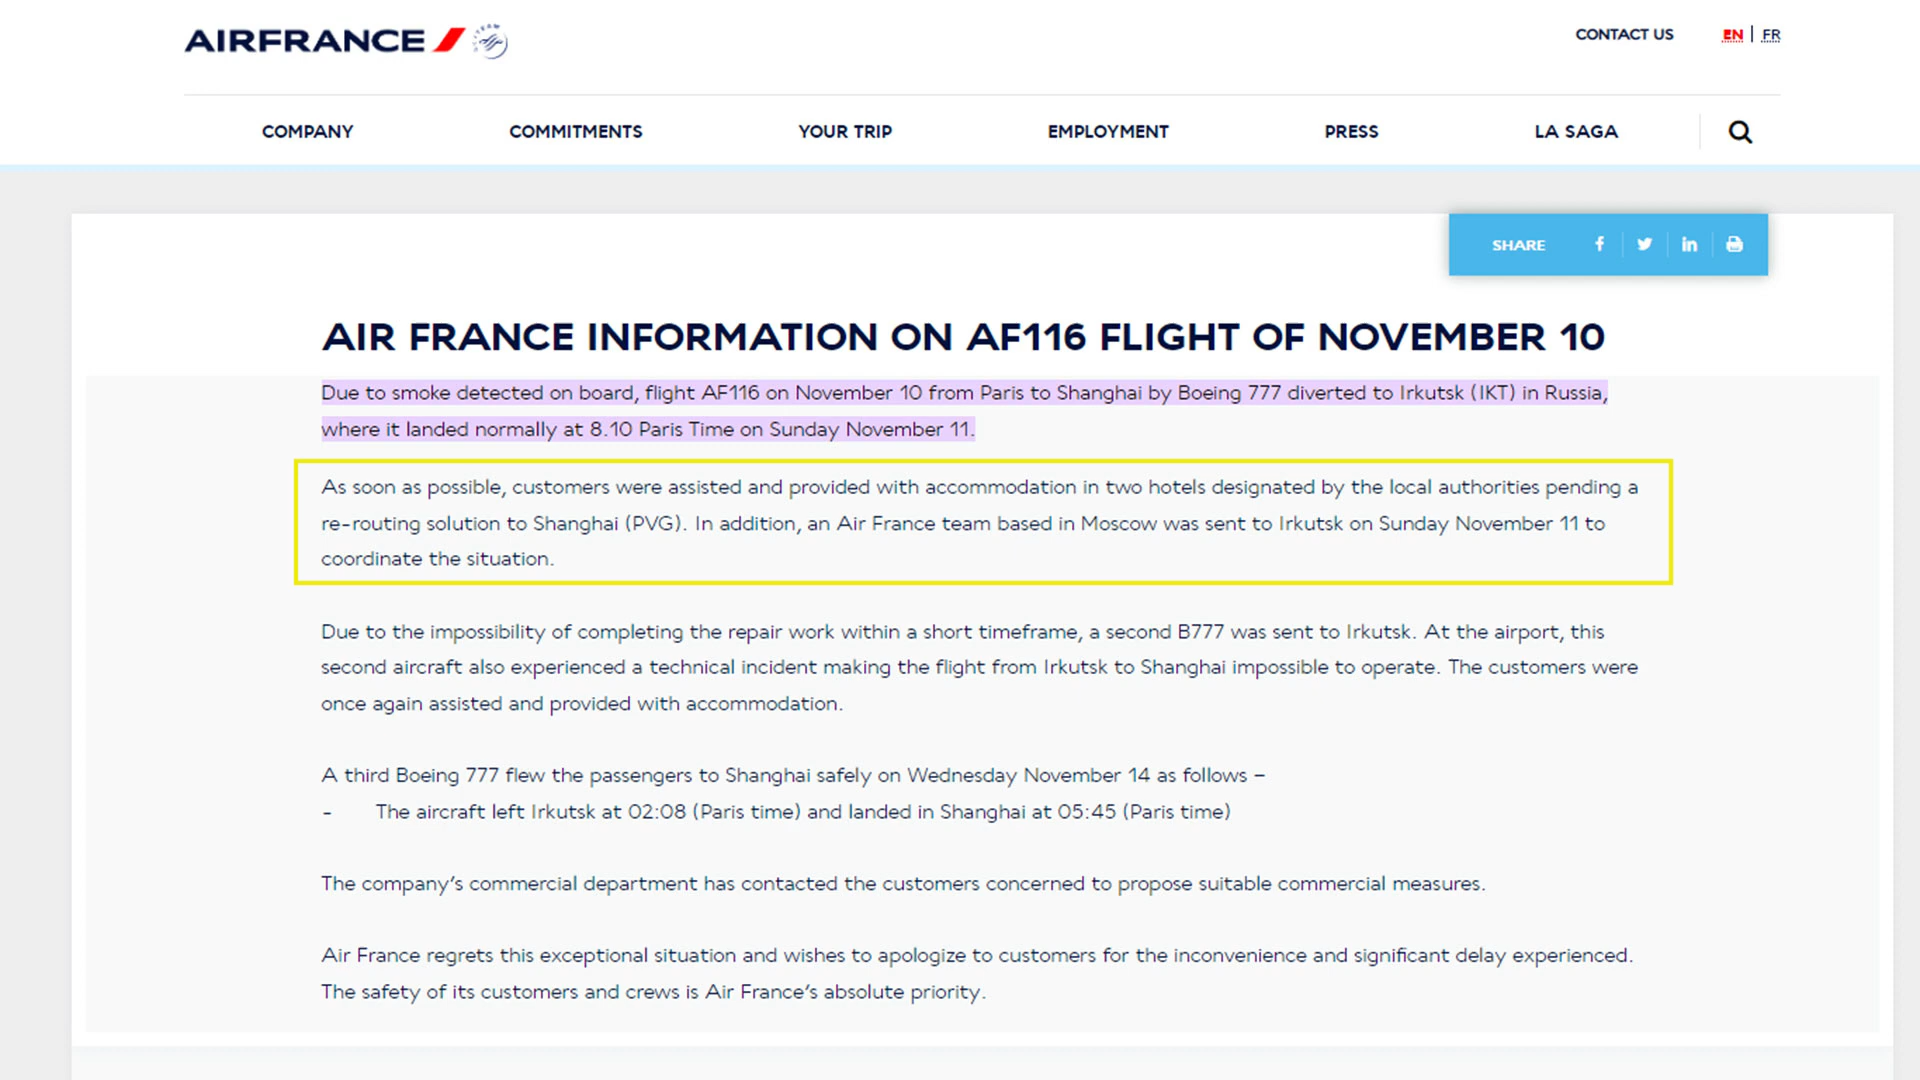 AIRFRANCE
CONTACT US
EN | FR
COMPANY
COMMITMENTS
YOUR TRIP
EMPLOYMENT
PRESS
LA SAGA
SHARE
AIR FRANCE INFORMATION ON AF116 FLIGHT OF NOVEMBER 10
Due to smoke detected on board, flight AF116 on November 10 from Paris to Shanghai by Boeing 777 diverted to Irkutsk (IKT) in Russia,
where it landed normally at 8.10 Paris Time on Sunday November 11.
As soon as possible, customers were assisted and provided with accommodation in two hotels designated by the local authorities pending a
re-routing solution to Shanghai (PVG). In addition, an Air France team based in Moscow was sent to Irkutsk on Sunday November 11 to
coordinate the situation.
Due to the impossibility of completing the repair work within a short timeframe, a second B777 was sent to Irkutsk. At the airport, this
second aircraft also experienced a technical incident making the flight from Irkutsk to Shanghai impossible to operate. The customers were
once again assisted and provided with accommodation.
A third Boeing 777 flew the passengers to Shanghai safely on Wednesday November 14 as follows –
- The aircraft left Irkutsk at 02:08 (Paris time) and landed in Shanghai at 05:45 (Paris time)
The company's commercial department has contacted the customers concerned to propose suitable commercial measures.
Air France regrets this exceptional situation and wishes to apologize to customers for the inconvenience and significant delay experienced.
The safety of its customers and crews is Air France's absolute priority.